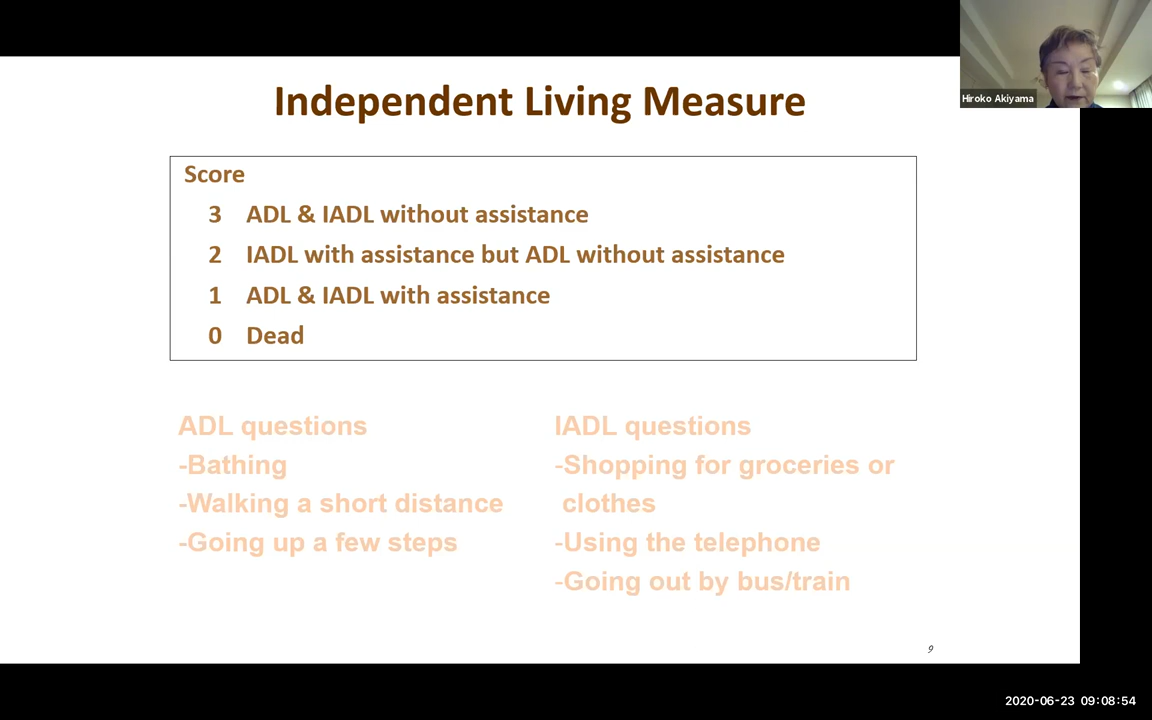 Independent Living Measure
Hiroko Akiyama
Score
3 ADL & IADL without assistance
2 IADL with assistance but ADL without assistance
1 ADL & IADL with assistance
0 Dead
ADL questions
-Bathing
-Walking a short distance
-Going up a few steps
IADL questions
-Shopping for groceries or
clothes
-Using the telephone
-Going out by bus/train
9
2020-06-23 09:08:54